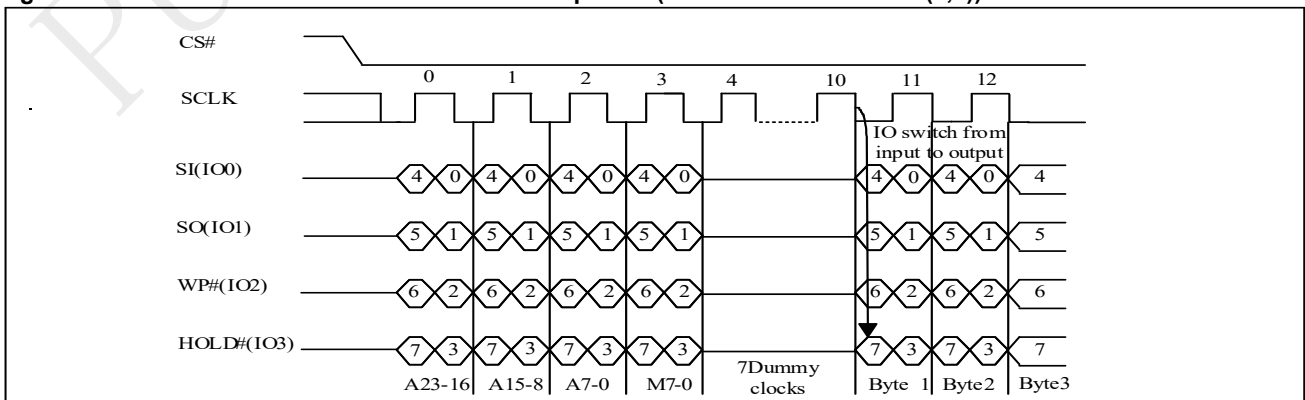 CS#
0 1 2 3 4 10 11 12
SCLK
IO switch from
input to output
SI(IO0) 4 0 4 0 4 0 4 0 4 0 4 0 4
SO(IO1) 5 1 5 1 5 1 5 1 5 1 5 1 5
WP#(IO2) 6 2 6 2 6 2 6 2 6 2 6 2 6
HOLD#(IO3) 7 3 7 3 7 3 7 3 7 3 7 3 7
7Dummy
clocks
A23-16 A15-8 A7-0 M7-0 Byte 1 Byte2 Byte3